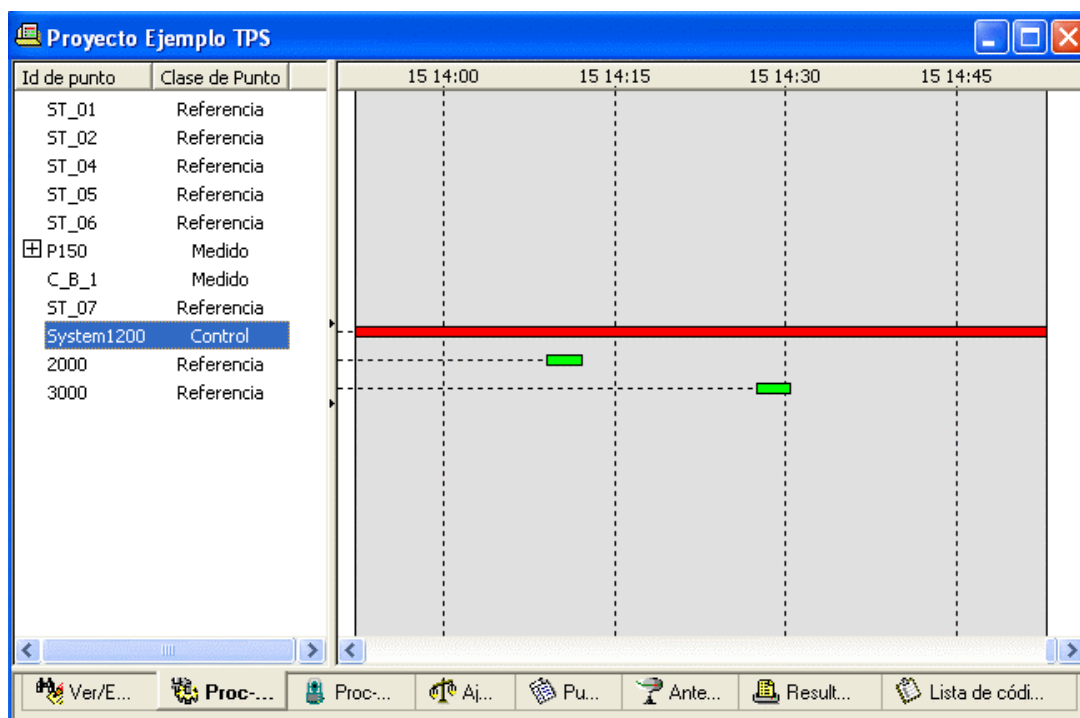 Proyecto Ejemplo TPS
Id de punto Clase de Punto 15 14:00 15 14:15 15 14:30 15 14:45
ST_01 Referencia
ST_02 Referencia
ST_04 Referencia
ST_05 Referencia
ST_06 Referencia
P150 Medido
C_B_1 Medido
ST_07 Referencia
System1200 Control
2000 Referencia
3000 Referencia
Ver/E... Proc-... Proc-... Aj... Pu... Ante... Result... Lista de códi...